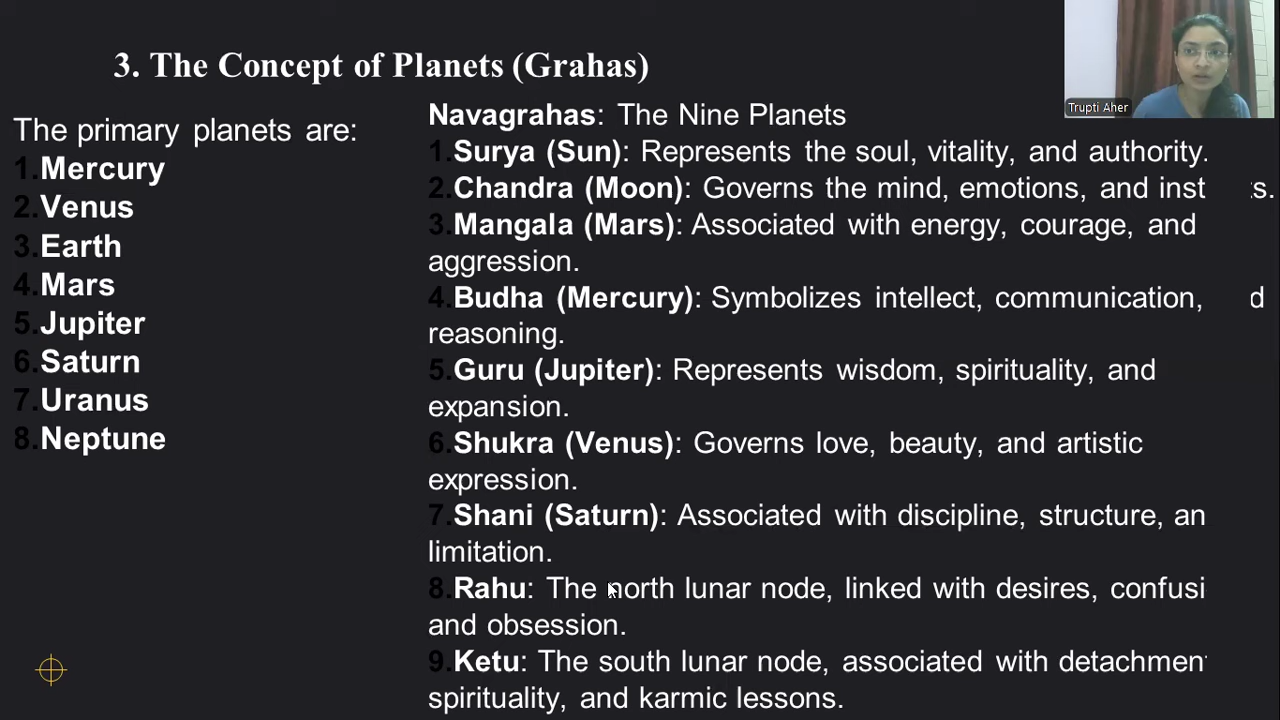 3. The Concept of Planets (Grahas)
Trupti Aher
The primary planets are:
1.Mercury
2.Venus
3.Earth
4.Mars
5.Jupiter
6.Saturn
7.Uranus
8.Neptune
Navagrahas: The Nine Planets
1.Surya (Sun): Represents the soul, vitality, and authority.
2.Chandra (Moon): Governs the mind, emotions, and inst s.
3.Mangala (Mars): Associated with energy, courage, and
aggression.
4.Budha (Mercury): Symbolizes intellect, communication, d
reasoning.
5.Guru (Jupiter): Represents wisdom, spirituality, and
expansion.
6.Shukra (Venus): Governs love, beauty, and artistic
expression.
7.Shani (Saturn): Associated with discipline, structure, an
limitation.
8.Rahu: The north lunar node, linked with desires, confusi
and obsession.
9.Ketu: The south lunar node, associated with detachmen
spirituality, and karmic lessons.